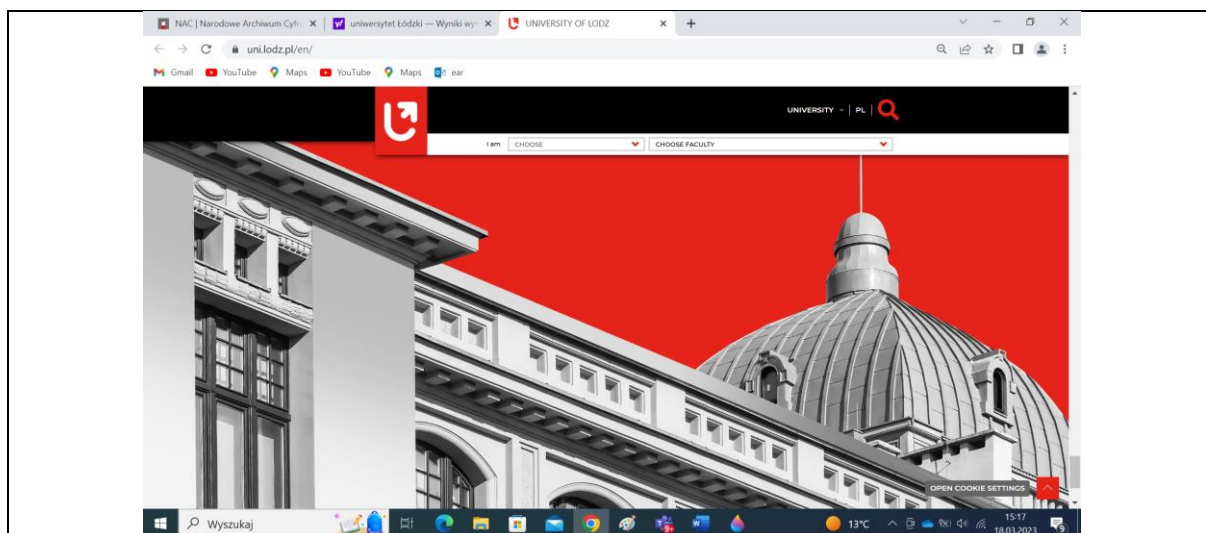 NAC | Narodowe Archiwum Cyfr
uniwersytet Łódzki — Wyniki wy
UNIVERSITY OF LODZ
uni.lodz.pl/en/
Gmail YouTube Maps YouTube Maps ear
UNIVERSITY PL
I am CHOOSE CHOOSE FACULTY
OPEN COOKIE SETTINGS
Wyszukaj 13°C 15:17
18.03.2023